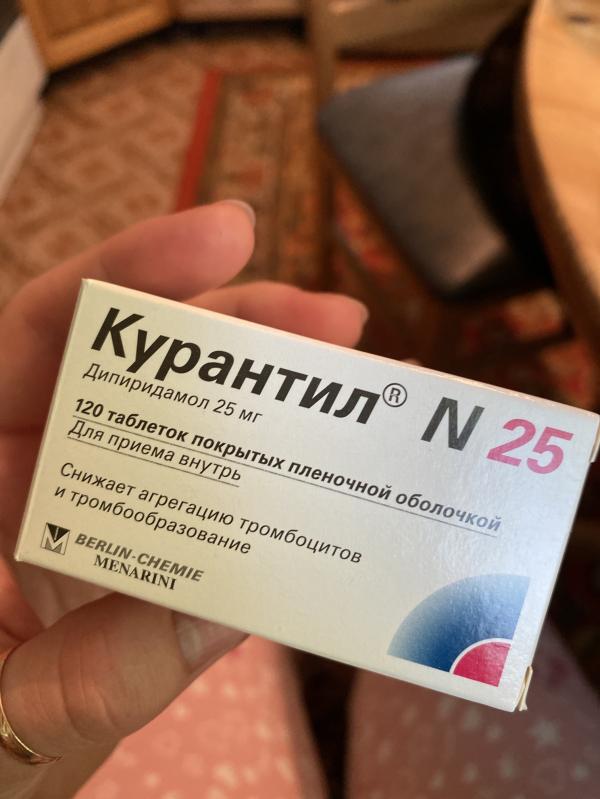 Курантил® N 25
Дипиридамол 25 мг
120 таблеток покрытых пленочной оболочкой
Для приема внутрь
Снижает агрегацию тромбоцитов
и тромбообразование
BERLIN-CHEMIE
MENARINI